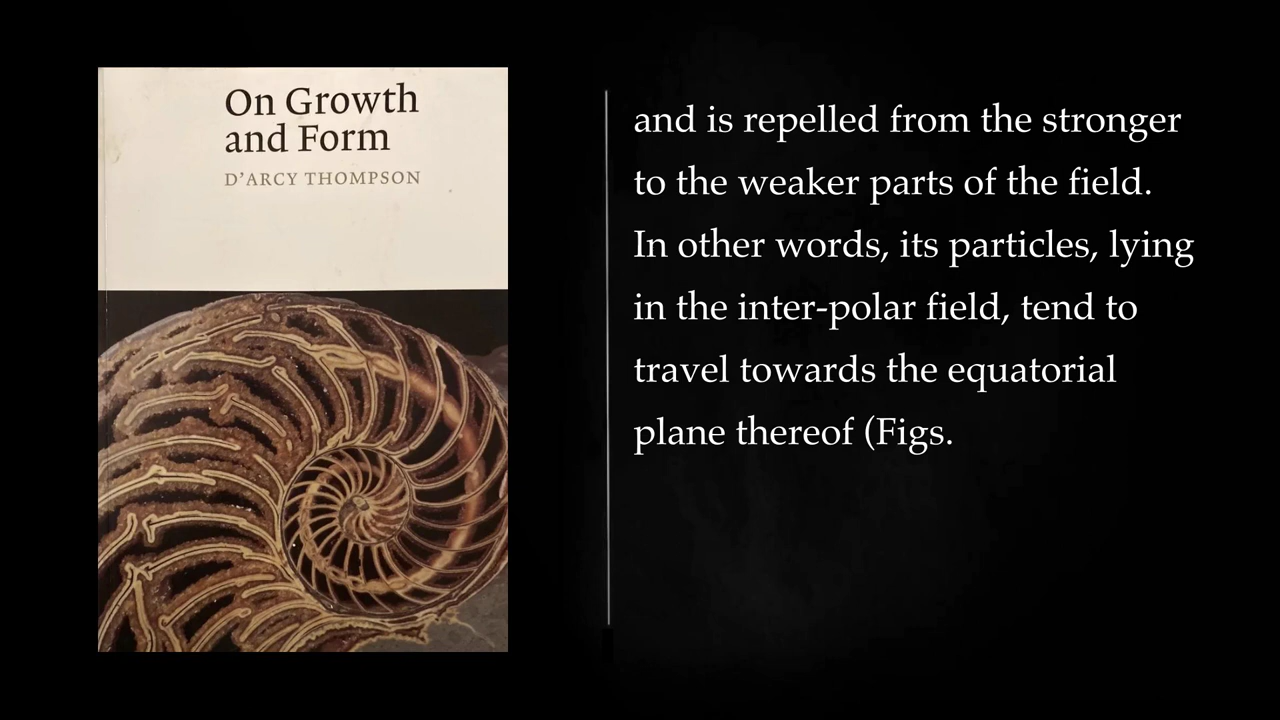 On Growth
and Form
D'ARCY THOMPSON
and is repelled from the stronger
to the weaker parts of the field.
In other words, its particles, lying
in the inter-polar field, tend to
travel towards the equatorial
plane thereof (Figs.